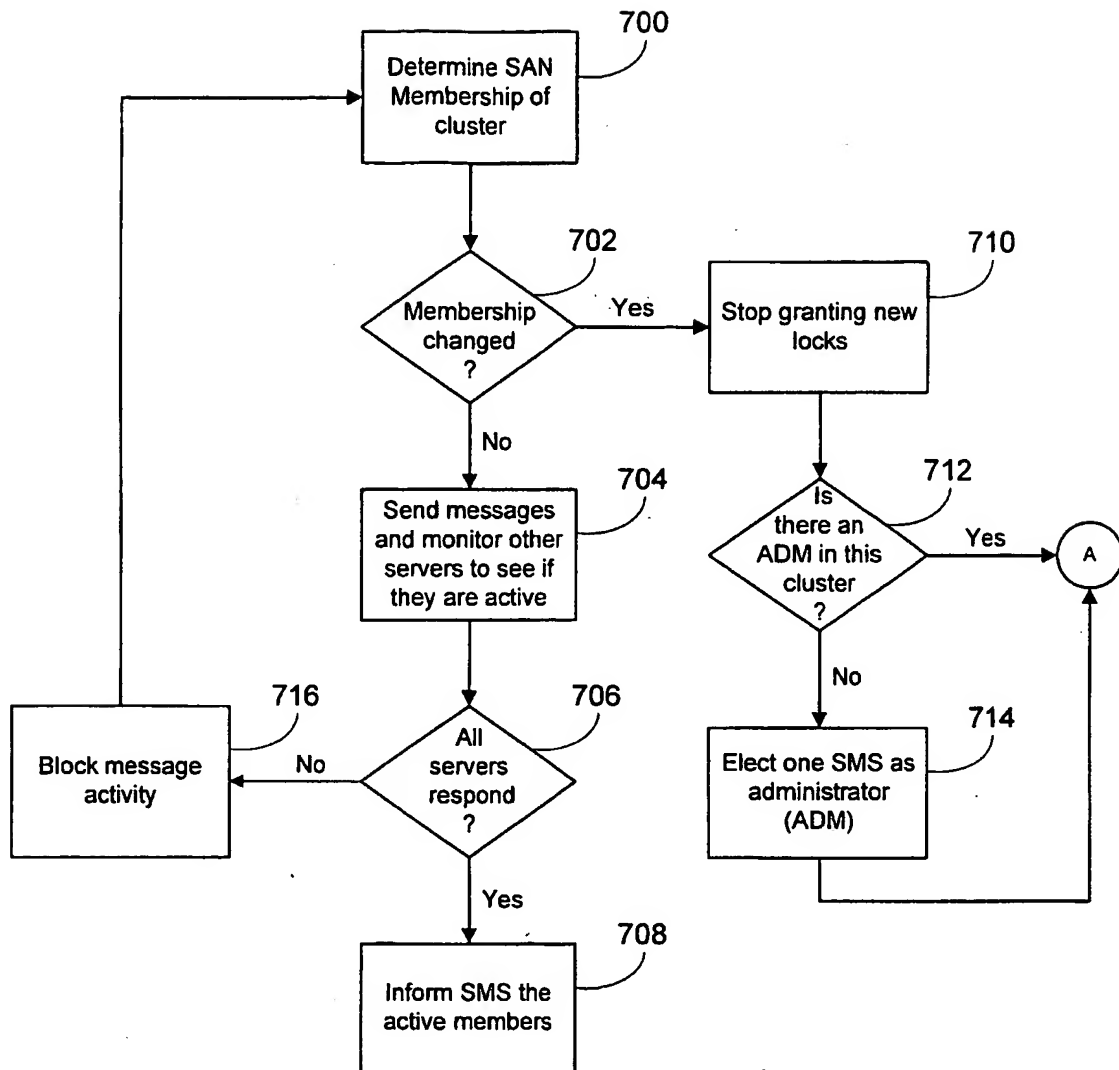 700
Determine SAN
Membership of
cluster
702
Membership
changed
?
Yes
710
Stop granting new
locks
No
704
Send messages
and monitor other
servers to see if
they are active
712
Is
there an
ADM in this
cluster
?
Yes
A
No
716
Block message
activity
706
All
servers
respond
?
No
714
Elect one SMS as
administrator
(ADM)
Yes
708
Inform SMS the
active members